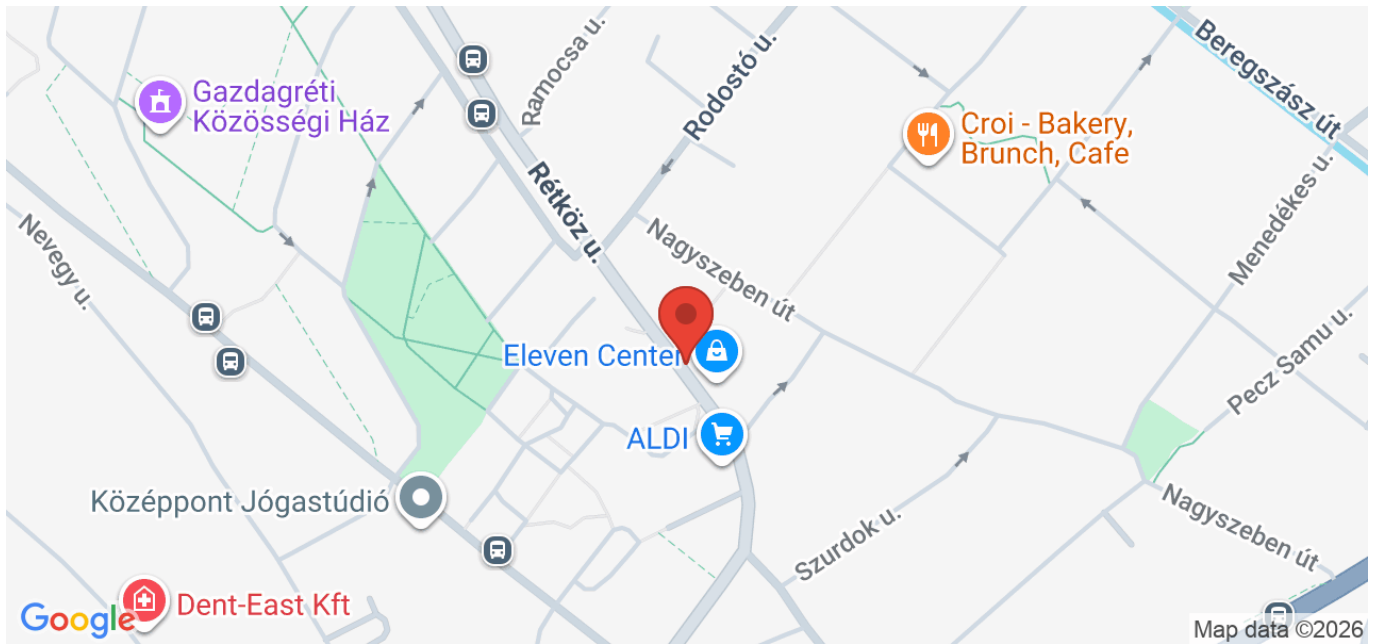 Ramocsa u.
Rodostó u.
Beregszász út
Gazdagréti
Közösségi Ház
Croi - Bakery,
Brunch, Cafe
Rétköz u.
Menedékes u.
Nevegy u.
Nagyszeben út
Eleven Center
Pecz Samu u.
ALDI
Középpont Jógastúdió
Szurdok u.
Nagyszeben út
Dent-East Kft
Google
Map data ©2026